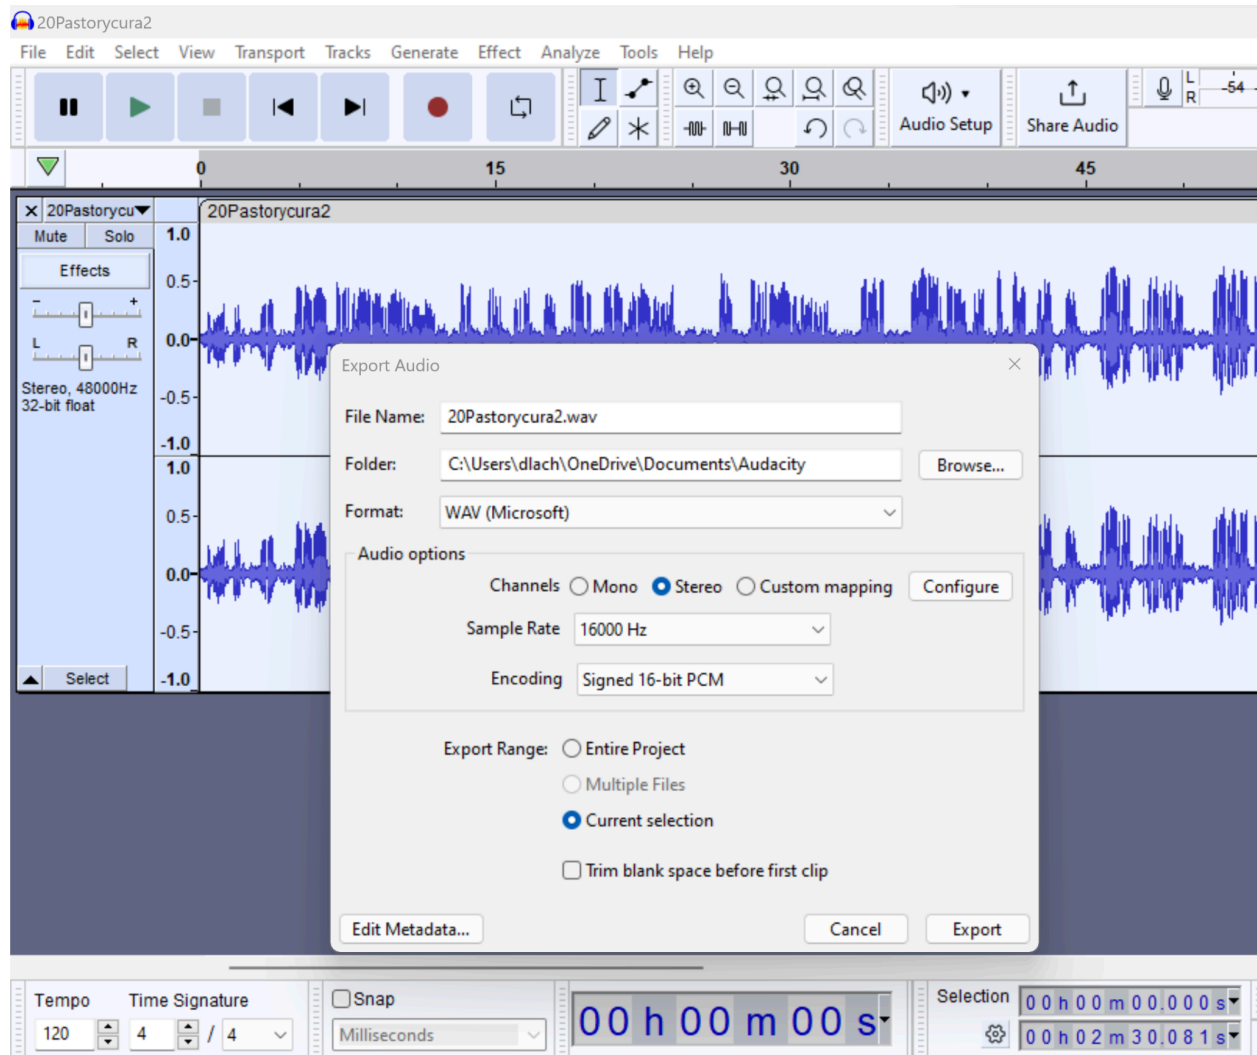 20Pastorycura2
File Edit Select View Transport Tracks Generate Effect Analyze Tools Help
Audio Setup
Share Audio
L
R
-54
0 15 30 45
20Pastorycu
20Pastorycura2
Mute Solo
Effects
- +
L R
Stereo, 48000Hz
32-bit float
Select
1.0
0.5
0.0
-0.5
-1.0
1.0
0.5
0.0
-0.5
-1.0
Export Audio
File Name: 20Pastorycura2.wav
Folder: C:\Users\dlach\OneDrive\Documents\Audacity Browse...
Format: WAV (Microsoft)
Audio options
Channels Mono Stereo Custom mapping Configure
Sample Rate 16000 Hz
Encoding Signed 16-bit PCM
Export Range: Entire Project
Multiple Files
Current selection
Trim blank space before first clip
Edit Metadata... Cancel Export
Tempo Time Signature
120 4 / 4
Snap
Milliseconds
00 h 00 m 00 s
Selection
00 h 00 m 00.000 s
00 h 02 m 30.081 s